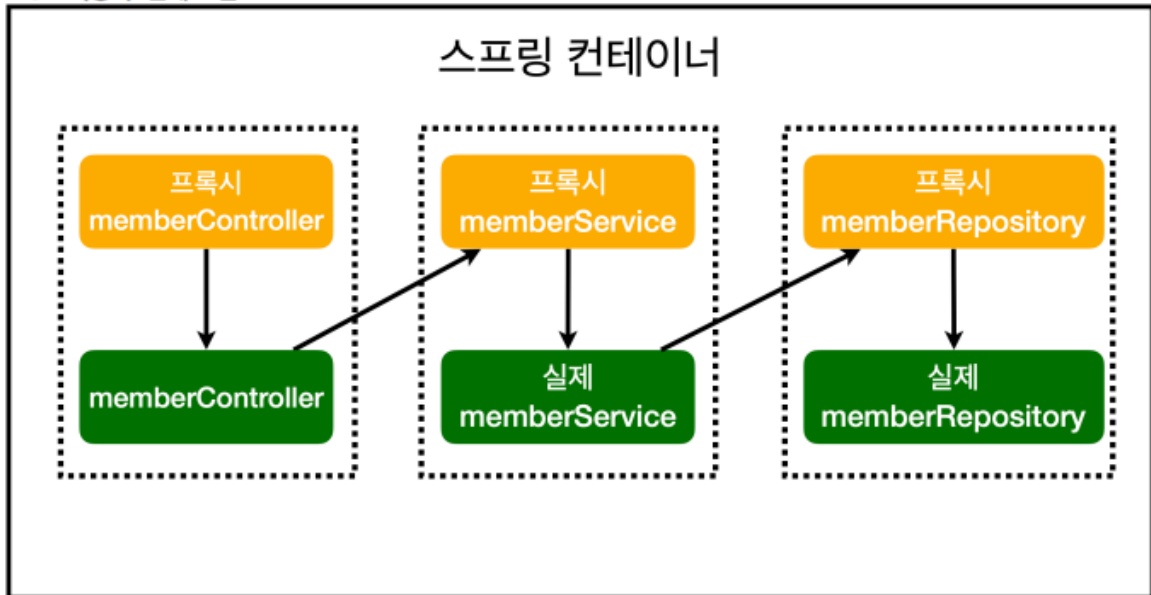 스프링 컨테이너
프록시
memberController
프록시
memberService
프록시
memberRepository
memberController
실제
memberService
실제
memberRepository